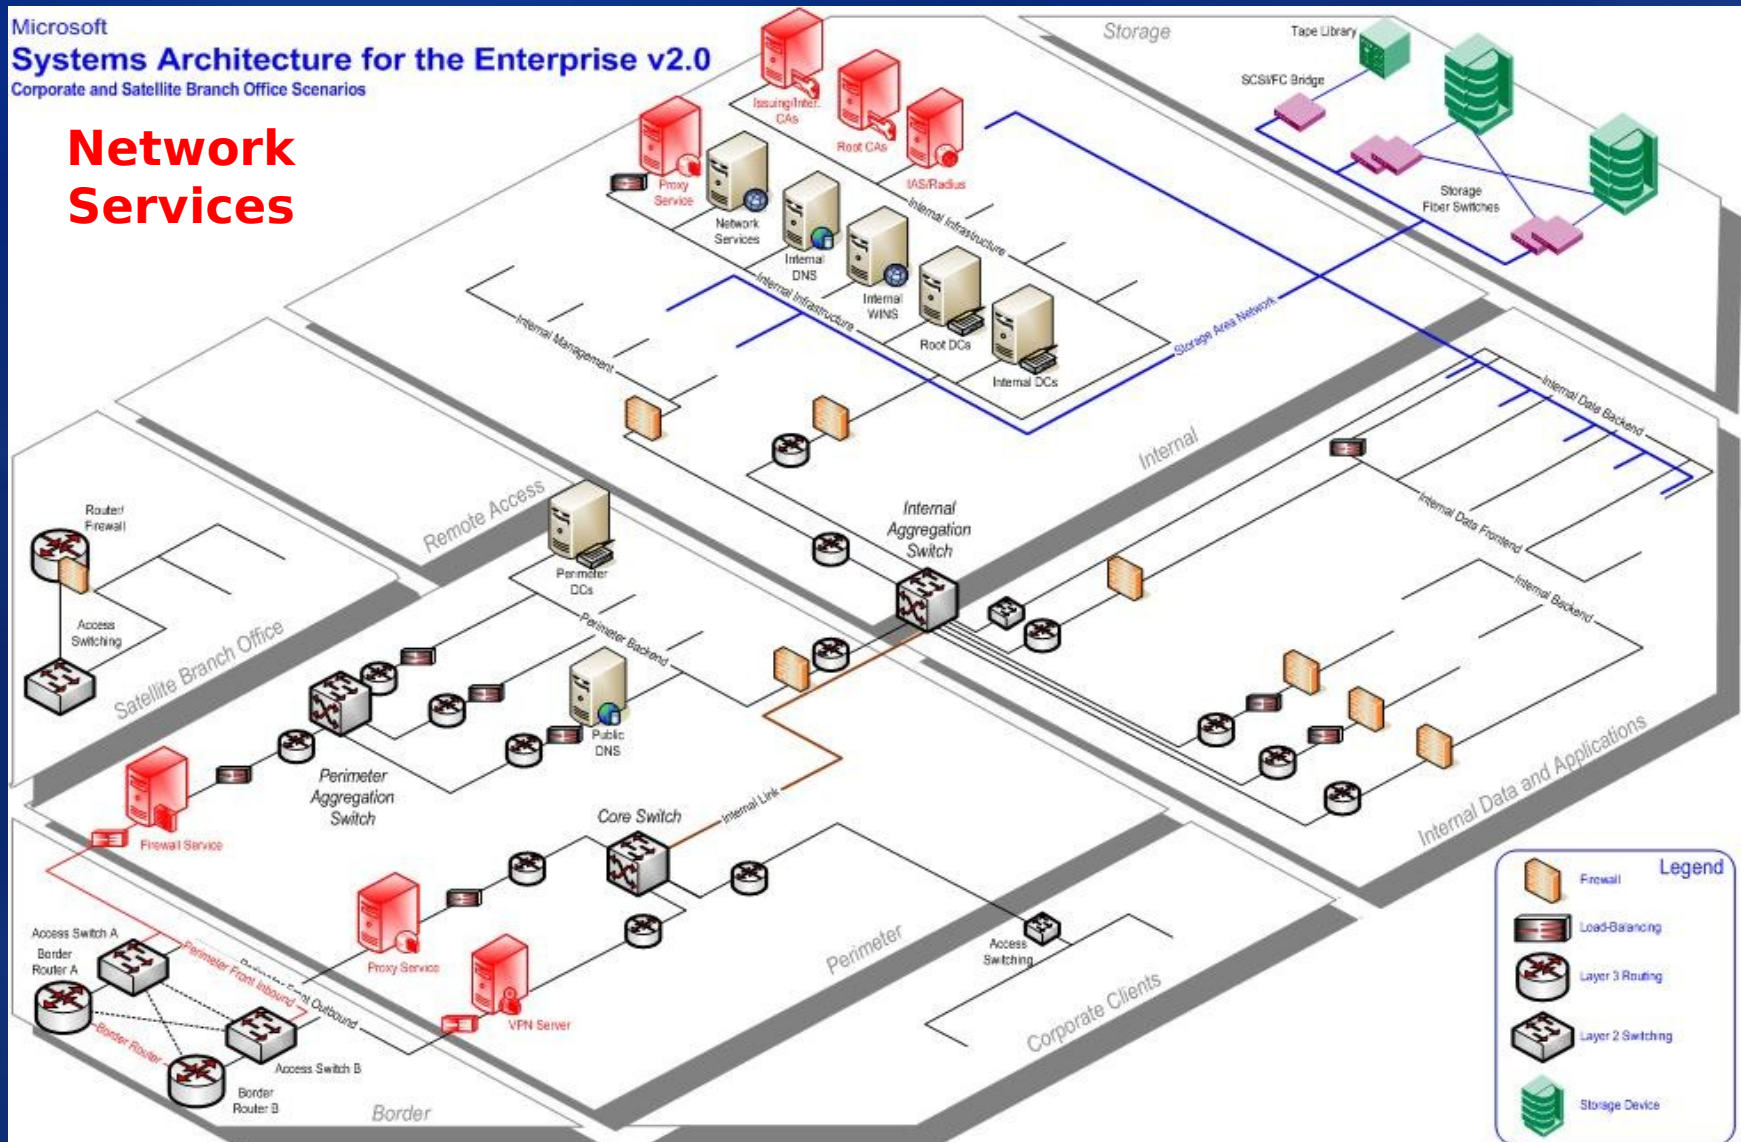 Microsoft
Systems Architecture for the Enterprise v2.0
Corporate and Satellite Branch Office Scenarios
Network
Services
Storage
Tape Library
SCSI/FC Bridge
Storage
Fiber Switches
Issuing/Inter.
CAs
Root CAs
IAS/Radius
Proxy
Service
Network
Services
Internal
DNS
Internal
WINS
Root DCs
Internal DCs
Internal Infrastructure
Internal Infrastructure
Internal Management
Storage Area Network
Internal
Internal Data Backend
Internal Data Frontend
Internal Backend
Internal Data and Applications
Remote Access
Internal
Aggregation
Switch
Router/
Firewall
Access
Switching
Satellite Branch Office
Perimeter
DCs
Perimeter Backend
Public
DNS
Perimeter
Aggregation
Switch
Firewall Service
Core Switch
Internal Link
Proxy Service
VPN Server
Perimeter
Access
Switching
Corporate Clients
Access Switch A
Border
Router A
Perimeter Front Inbound
Front Outbound
Border Router
Access Switch B
Border
Router B
Border
Legend
Firewall
Load-Balancing
Layer 3 Routing
Layer 2 Switching
Storage Device